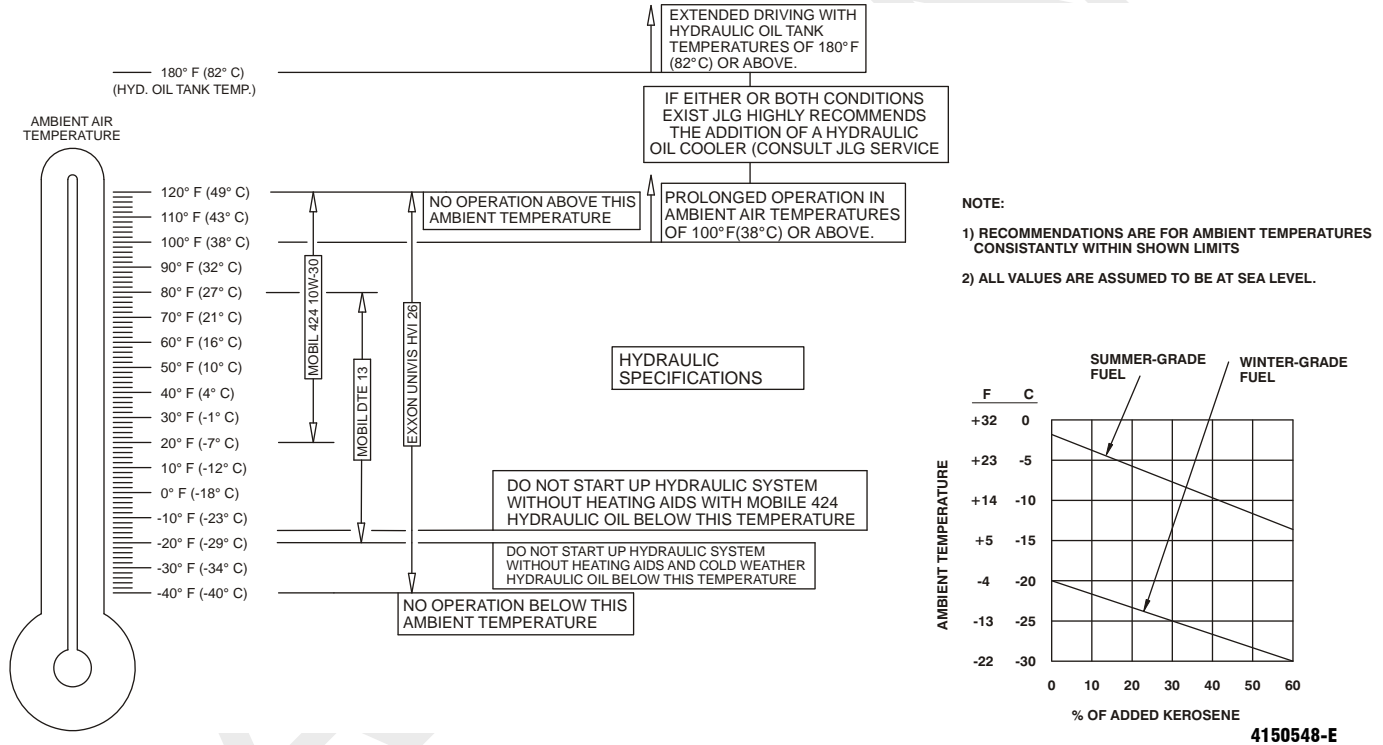 EXTENDED DRIVING WITH
HYDRAULIC OIL TANK
TEMPERATURES OF 180°F
(82°C) OR ABOVE.
180° F (82° C)
(HYD. OIL TANK TEMP.)
IF EITHER OR BOTH CONDITIONS
EXIST JLG HIGHLY RECOMMENDS
THE ADDITION OF A HYDRAULIC
OIL COOLER (CONSULT JLG SERVICE
AMBIENT AIR
TEMPERATURE
120° F (49° C)
110° F (43° C)
100° F (38° C)
90° F (32° C)
80° F (27° C)
70° F (21° C)
60° F (16° C)
50° F (10° C)
40° F (4° C)
30° F (-1° C)
20° F (-7° C)
10° F (-12° C)
0° F (-18° C)
-10° F (-23° C)
-20° F (-29° C)
-30° F (-34° C)
-40° F (-40° C)
MOBIL 424 10W-30
MOBIL DTE 13
EXXON UNIVIS HVI 26
NO OPERATION ABOVE THIS
AMBIENT TEMPERATURE
PROLONGED OPERATION IN
AMBIENT AIR TEMPERATURES
OF 100°F(38°C) OR ABOVE.
HYDRAULIC
SPECIFICATIONS
DO NOT START UP HYDRAULIC SYSTEM
WITHOUT HEATING AIDS WITH MOBILE 424
HYDRAULIC OIL BELOW THIS TEMPERATURE
DO NOT START UP HYDRAULIC SYSTEM
WITHOUT HEATING AIDS AND COLD WEATHER
HYDRAULIC OIL BELOW THIS TEMPERATURE
NO OPERATION BELOW THIS
AMBIENT TEMPERATURE
NOTE:
1) RECOMMENDATIONS ARE FOR AMBIENT TEMPERATURES
CONSISTANTLY WITHIN SHOWN LIMITS
2) ALL VALUES ARE ASSUMED TO BE AT SEA LEVEL.
SUMMER-GRADE
FUEL
WINTER-GRADE
FUEL
F C
+32 0
+23 -5
+14 -10
+5 -15
-4 -20
-13 -25
-22 -30
AMBIENT TEMPERATURE
0 10 20 30 40 50 60
% OF ADDED KEROSENE
4150548-E